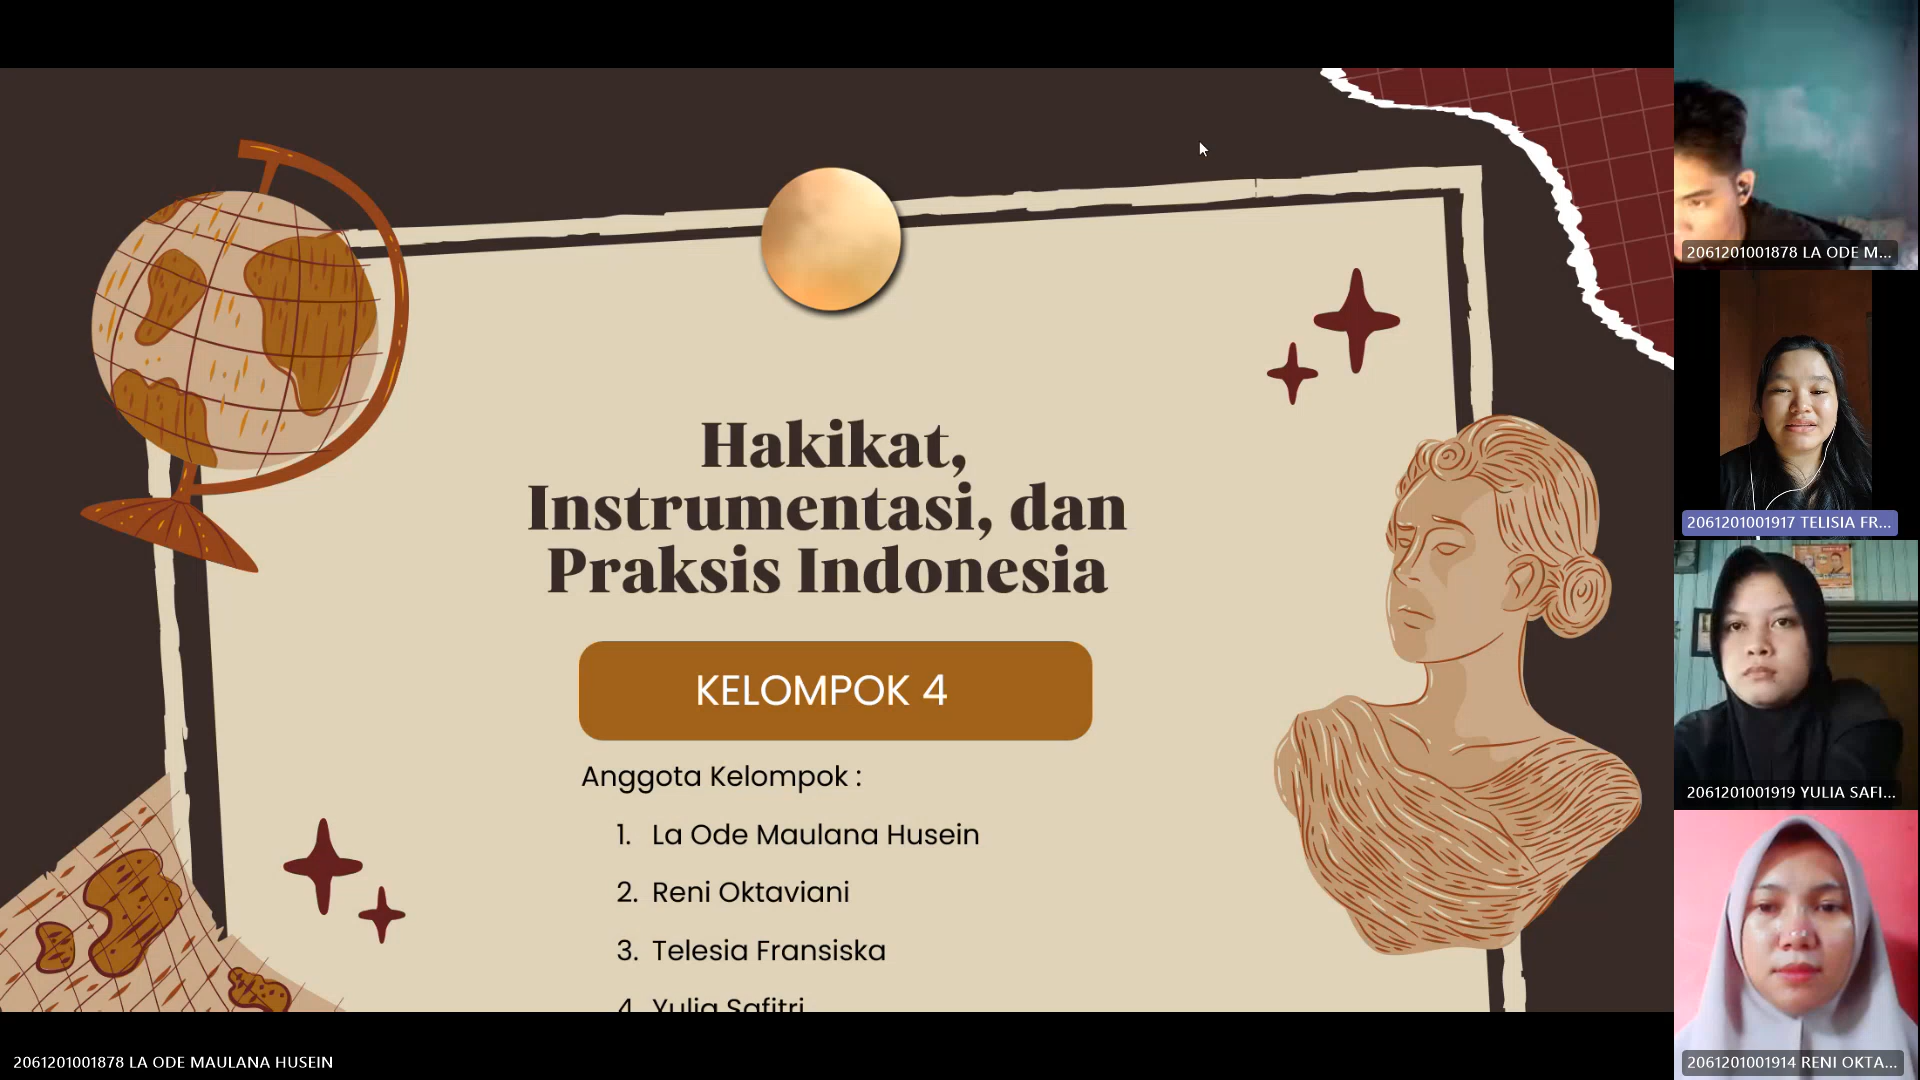 Hakikat,
Instrumentasi, dan
Praksis Indonesia
KELOMPOK 4
Anggota Kelompok :
1. La Ode Maulana Husein
2. Reni Oktaviani
3. Telesia Fransiska
4. Yulia Safitri
2061201001878 LA ODE MAULANA HUSEIN
2061201001878 LA ODE M...
2061201001917 TELISIA FR...
2061201001919 YULIA SAFI...
2061201001914 RENI OKTA...